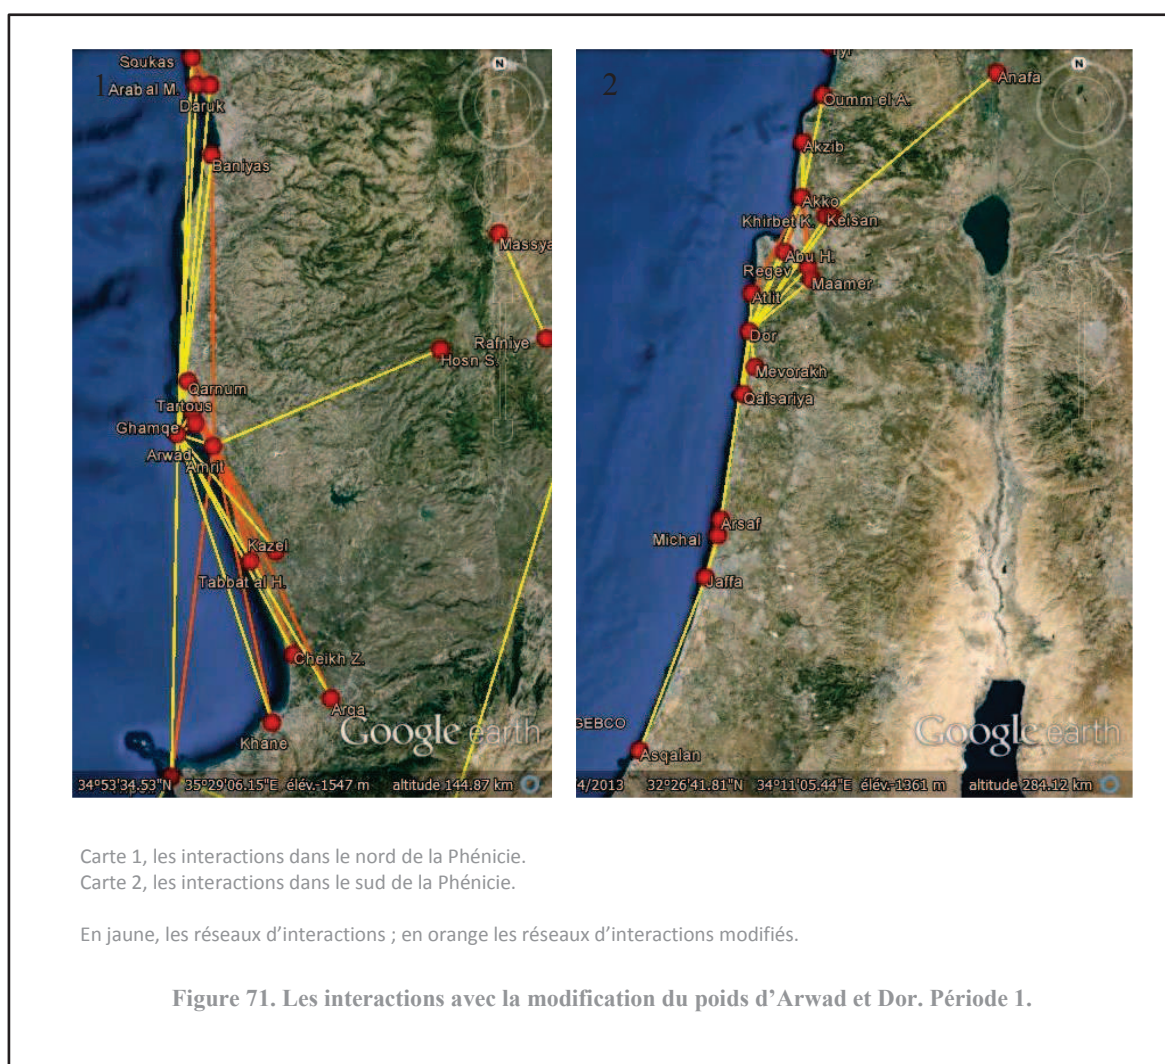 Soukas
1
N
Arab al M.
Daruk
Baniyas
Massya
Qarnum
Rafniye
Hosn S.
Tartous
Ghamqe
Arwad
Amrit
Kazel
Tabbat al H.
Cheikh Z.
Arqa
Khane
Google earth
34°53'34.53"N 35°29'06.15"E élév.-1547 m altitude 144.87 km
2
N
Anafa
Oumm el A.
Akzib
Akko
Khirbet K.
Keisan
Abu H.
Regev
Maamer
Atlit
Dor
Mevorakh
Qaisariya
Arsaf
Michal
Jaffa
GEBCO
Asqalan
Google earth
4/2013 32°26'41.81"N 34°11'05.44"E élév.-1361 m altitude 284.12 km
Carte 1, les interactions dans le nord de la Phénicie.
Carte 2, les interactions dans le sud de la Phénicie.
En jaune, les réseaux d'interactions ; en orange les réseaux d'interactions modifiés.
Figure 71. Les interactions avec la modification du poids d'Arwad et Dor. Période 1.